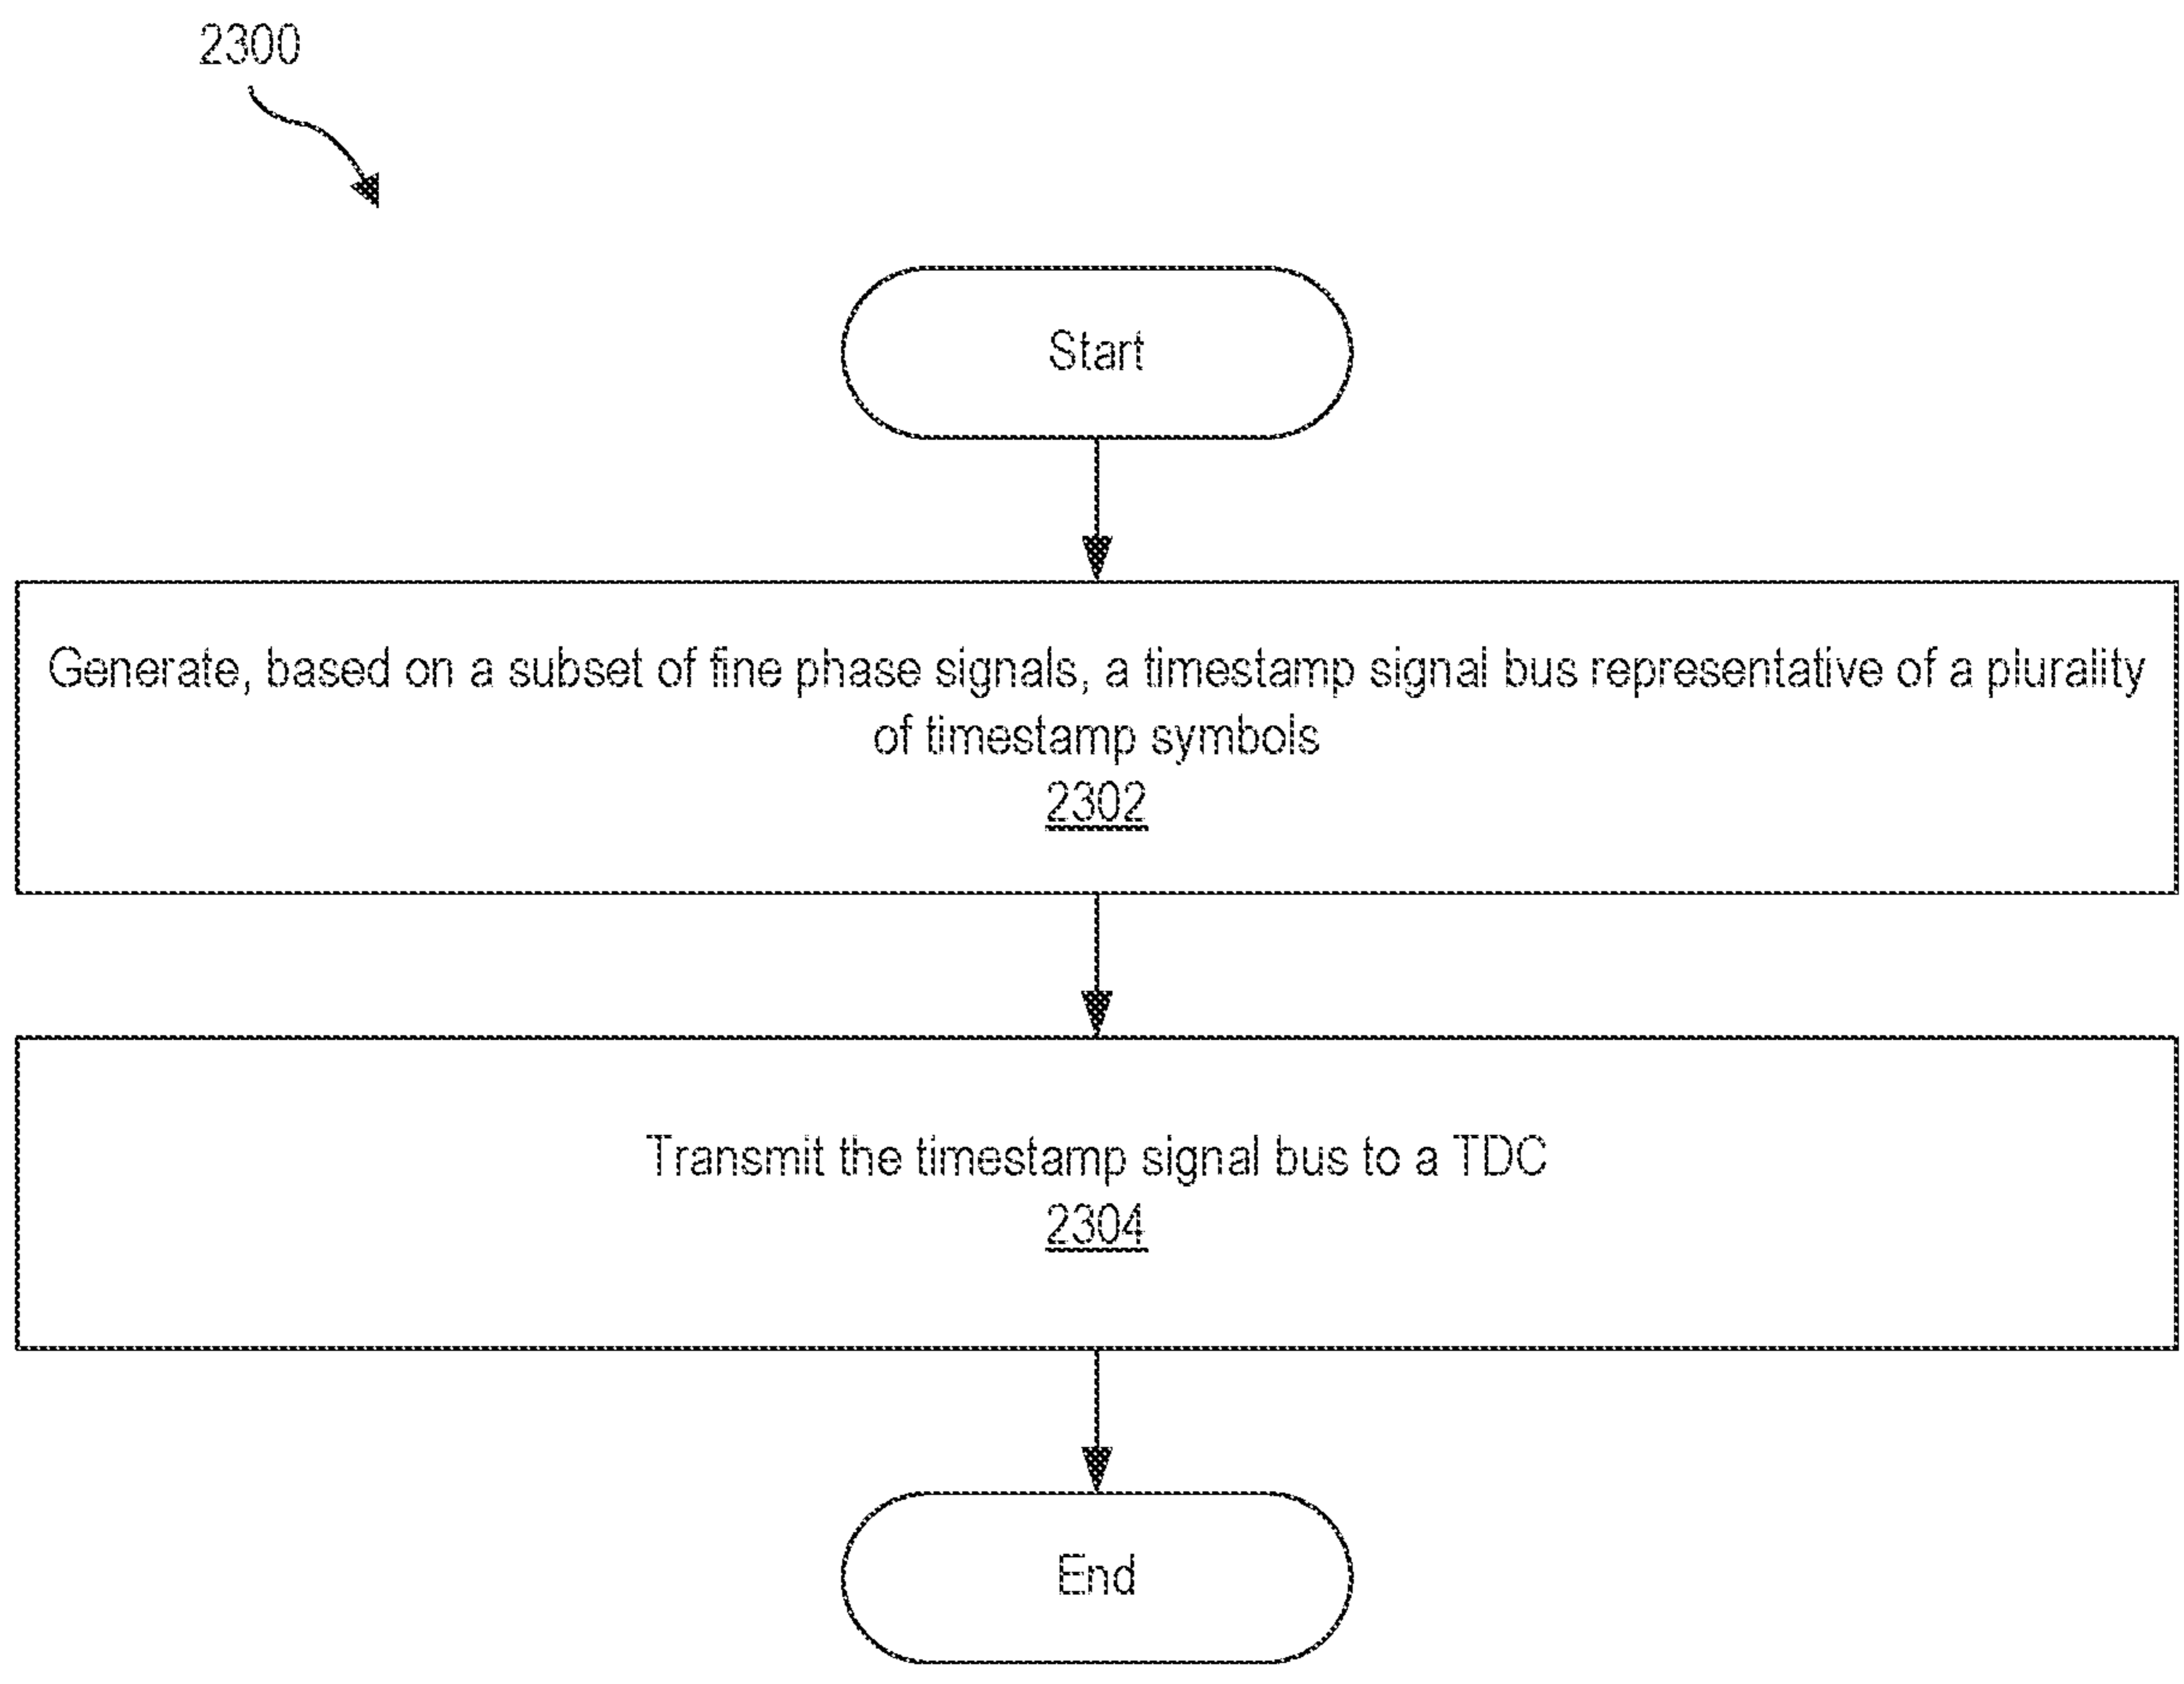 2300
Start
Generate, based on a subset of fine phase signals, a timestamp signal bus representative of a plurality
of timestamp symbols
2302
Transmit the timestamp signal bus to a TDC
2304
End